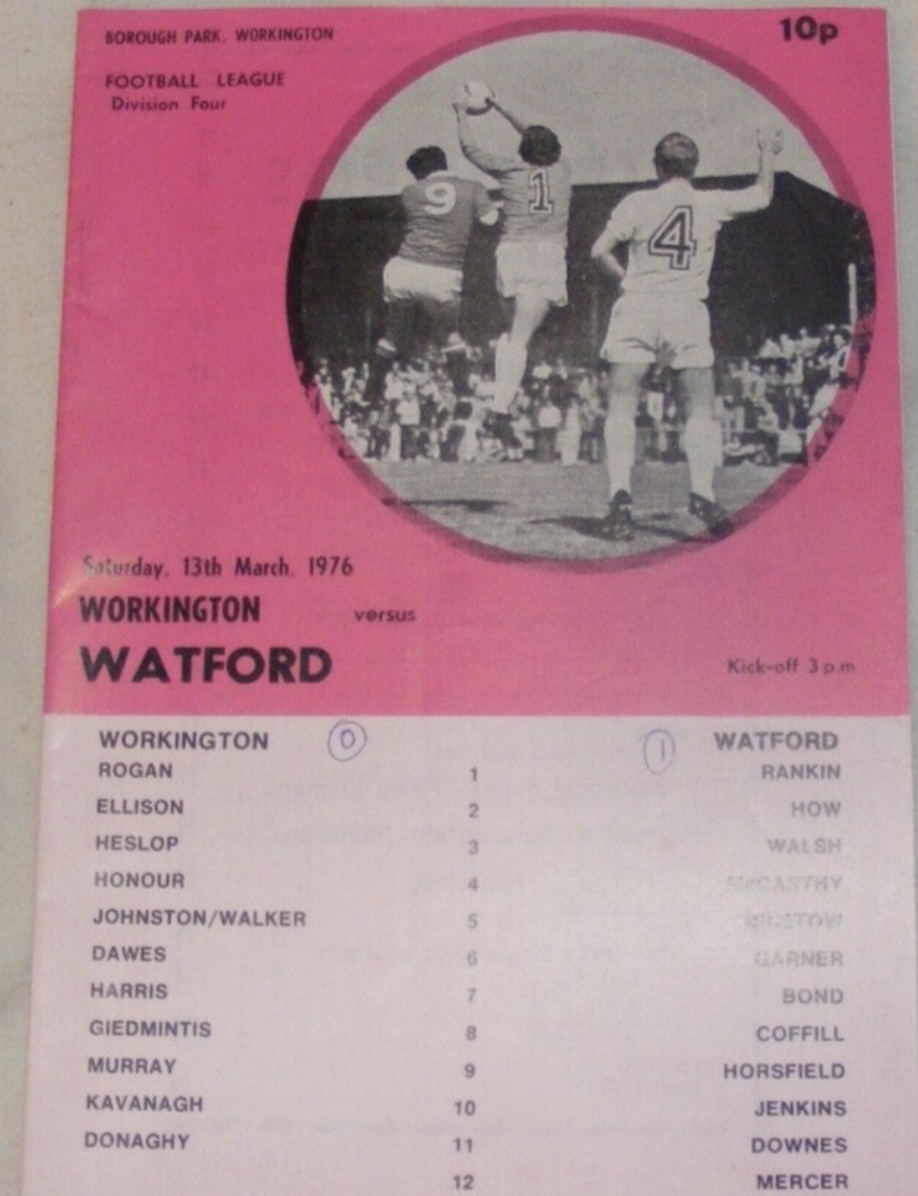 BOROUGH PARK, WORKINGTON
10p
FOOTBALL LEAGUE
Division Four
9
1
4
Saturday, 13th March, 1976
WORKINGTON versus
WATFORD
Kick-off 3 p.m
WORKINGTON 0 1 WATFORD
ROGAN 1 RANKIN
ELLISON 2 HOW
HESLOP 3 WALSH
HONOUR 4 McCARTHY
JOHNSTON/WALKER 5
DAWES 6 GARNER
HARRIS 7 BOND
GIEDMINTIS 8 COFFILL
MURRAY 9 HORSFIELD
KAVANAGH 10 JENKINS
DONAGHY 11 DOWNES
12 MERCER